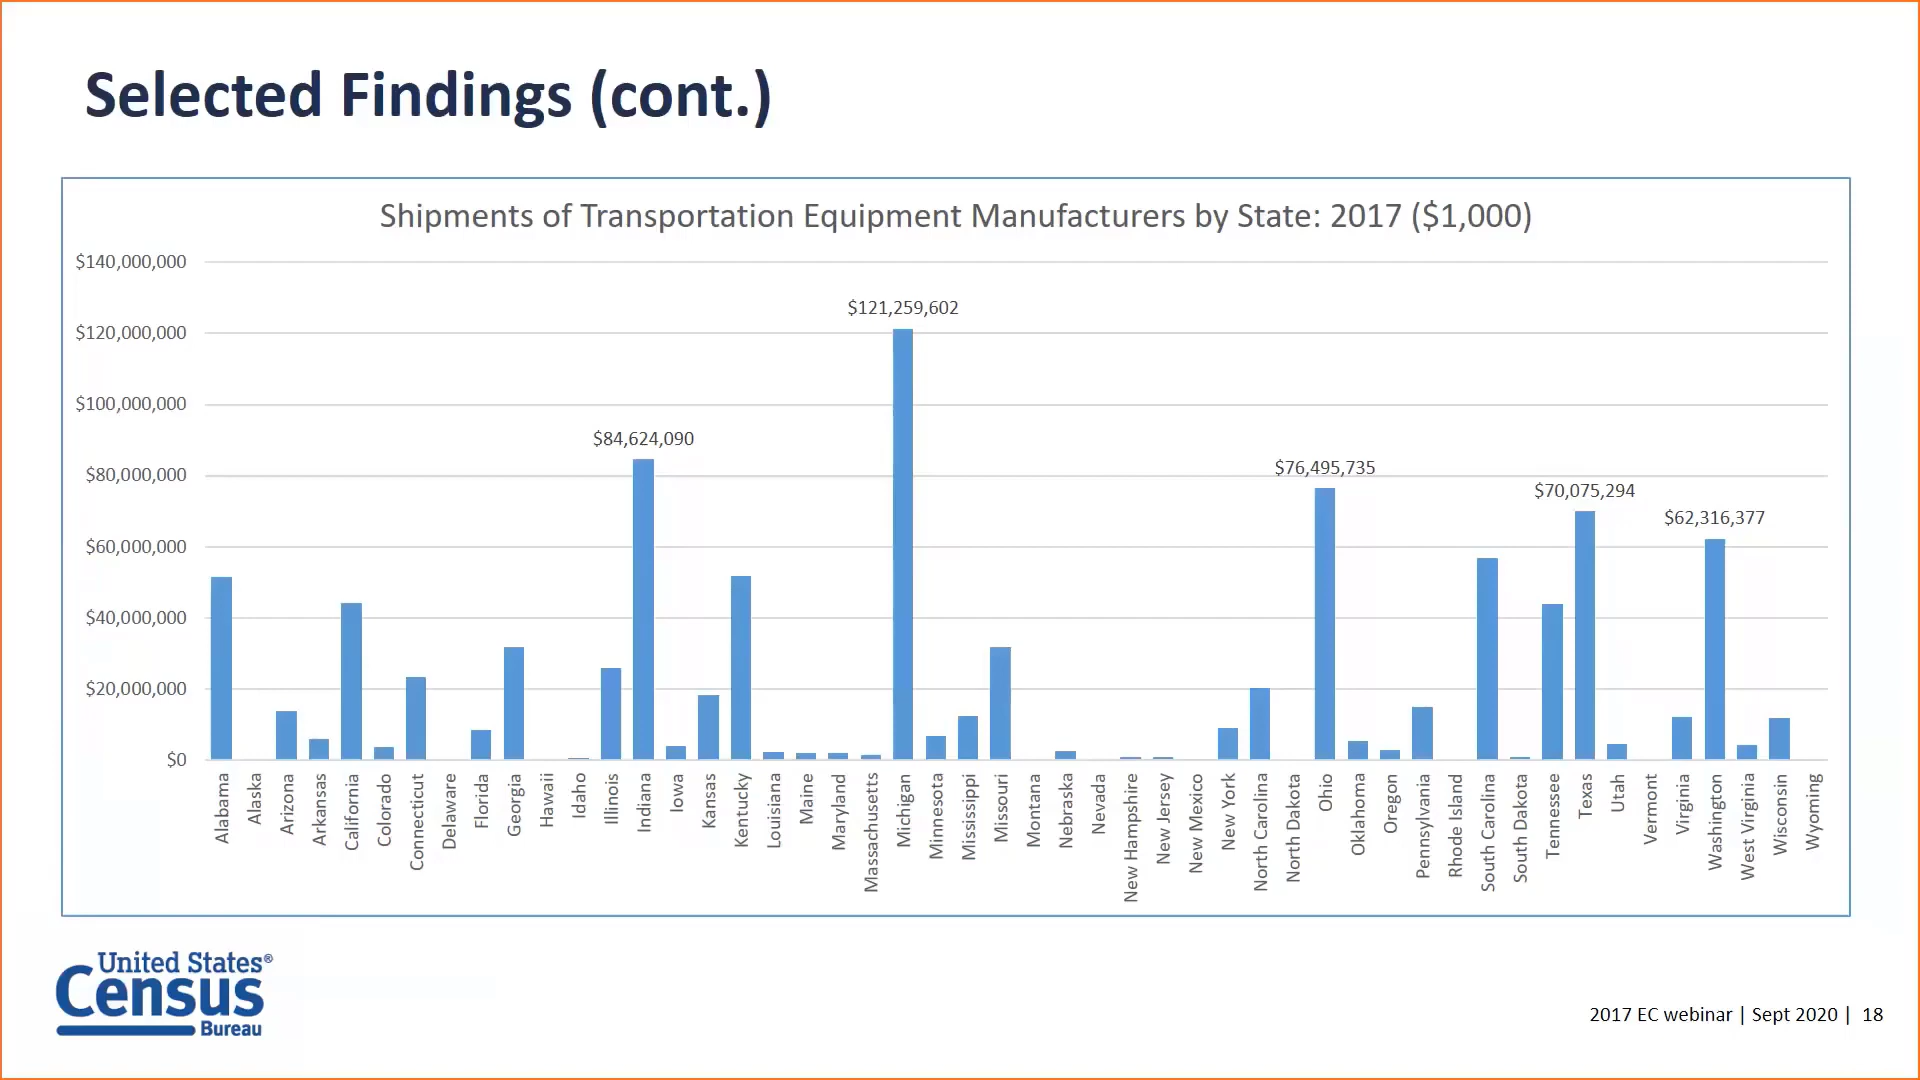 Selected Findings (cont.)
Shipments of Transportation Equipment Manufacturers by State: 2017 ($1,000)
$140,000,000
$120,000,000
$100,000,000
$80,000,000
$60,000,000
$40,000,000
$20,000,000
$0
$121,259,602
$84,624,090
$76,495,735
$70,075,294
$62,316,377
Alabama
Alaska
Arizona
Arkansas
California
Colorado
Connecticut
Delaware
Florida
Georgia
Hawaii
Idaho
Illinois
Indiana
Iowa
Kansas
Kentucky
Louisiana
Maine
Maryland
Massachusetts
Michigan
Minnesota
Mississippi
Missouri
Montana
Nebraska
Nevada
New Hampshire
New Jersey
New Mexico
New York
North Carolina
North Dakota
Ohio
Oklahoma
Oregon
Pennsylvania
Rhode Island
South Carolina
South Dakota
Tennessee
Texas
Utah
Vermont
Virginia
Washington
West Virginia
Wisconsin
Wyoming
United States®
Census
Bureau
2017 EC webinar | Sept 2020 | 18